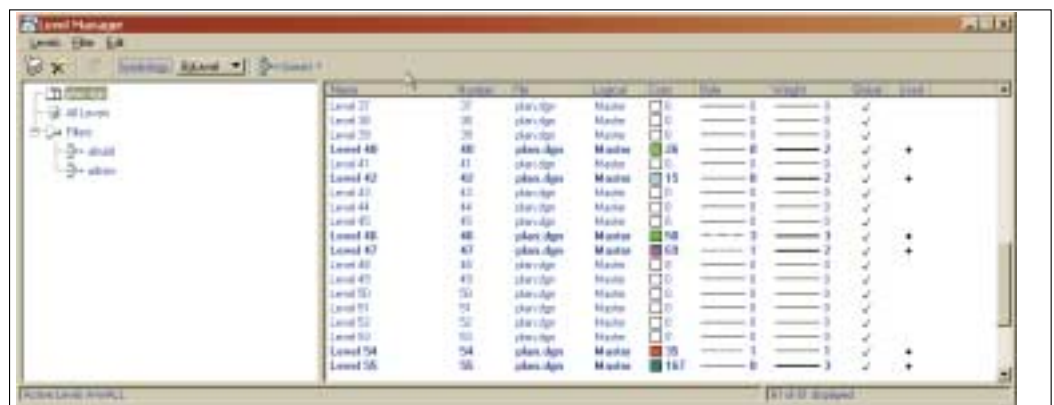 Level Manager
Levels Filter Edit
Symbology: ByLevel
plan.dgn
All Levels
Filters
Name Number File Logical Color Style Weight Global Used
Level 37 37 plan.dgn Master 0 0 0
Level 38 38 plan.dgn Master 0 0 0
Level 39 39 plan.dgn Master 0 0 0
Level 40 40 plan.dgn Master 26 0 2
Level 41 41 plan.dgn Master 0 0 0
Level 42 42 plan.dgn Master 15 0 2
Level 43 43 plan.dgn Master 0 0 0
Level 44 44 plan.dgn Master 0 0 0
Level 45 45 plan.dgn Master 0 0 0
Level 46 46 plan.dgn Master 50 3 3
Level 47 47 plan.dgn Master 69 1 2
Level 48 48 plan.dgn Master 0 0 0
Level 49 49 plan.dgn Master 0 0 0
Level 50 50 plan.dgn Master 0 0 0
Level 51 51 plan.dgn Master 0 0 0
Level 52 52 plan.dgn Master 0 0 0
Level 53 53 plan.dgn Master 0 0 0
Level 54 54 plan.dgn Master 35 1 1
Level 55 55 plan.dgn Master 167 0 3
Active Level:
displayed